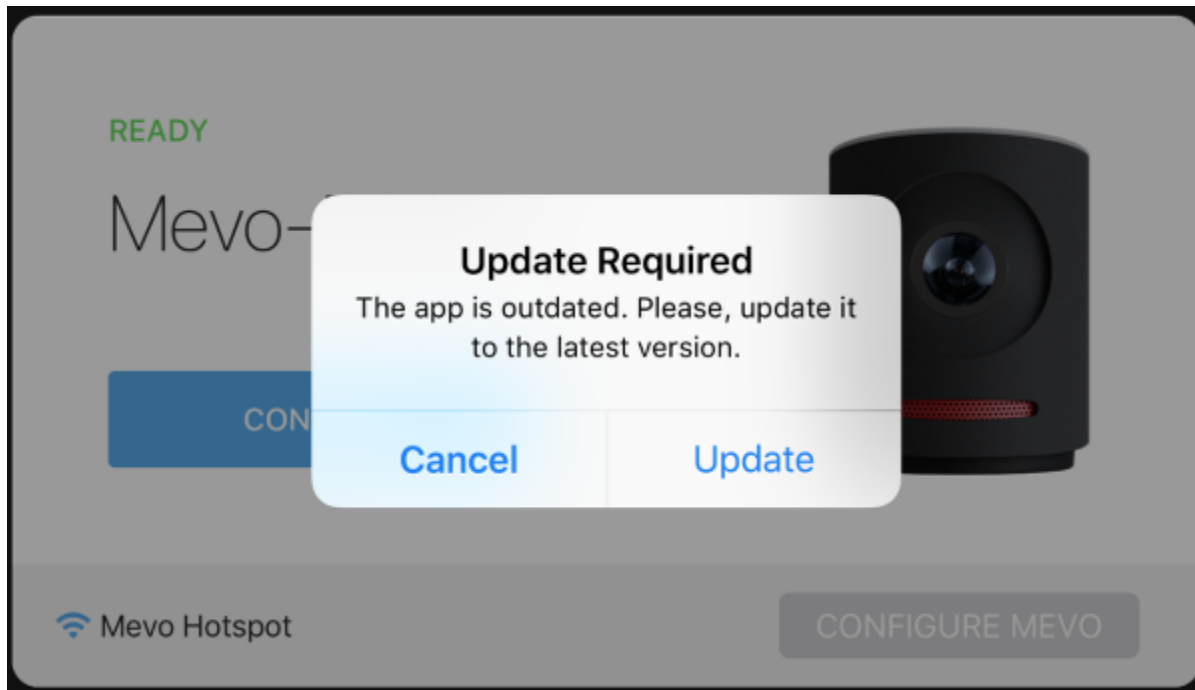 READY
Mevo-
Update Required
The app is outdated. Please, update it
to the latest version.
CON
Cancel
Update
Mevo Hotspot
CONFIGURE MEVO